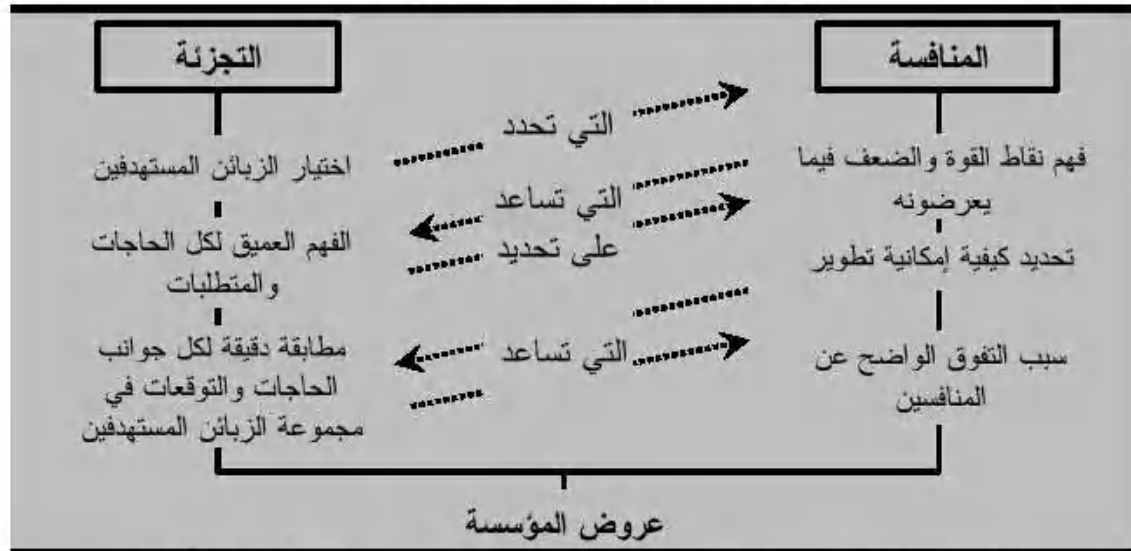 المنافسة
فهم نقاط القوة والضعف فيما
يعرضونه
تحديد كيفية إمكانية تطوير
سبب التفوق الواضح عن
المنافسين
التي تحدد
التي تساعد
على تحديد
التي تساعد
التجزئة
اختيار الزبائن المستهدفين
الفهم العميق لكل الحاجات
والمتطلبات
مطابقة دقيقة لكل جوانب
الحاجات والتوقعات في
مجموعة الزبائن المستهدفين
عروض المؤسسة